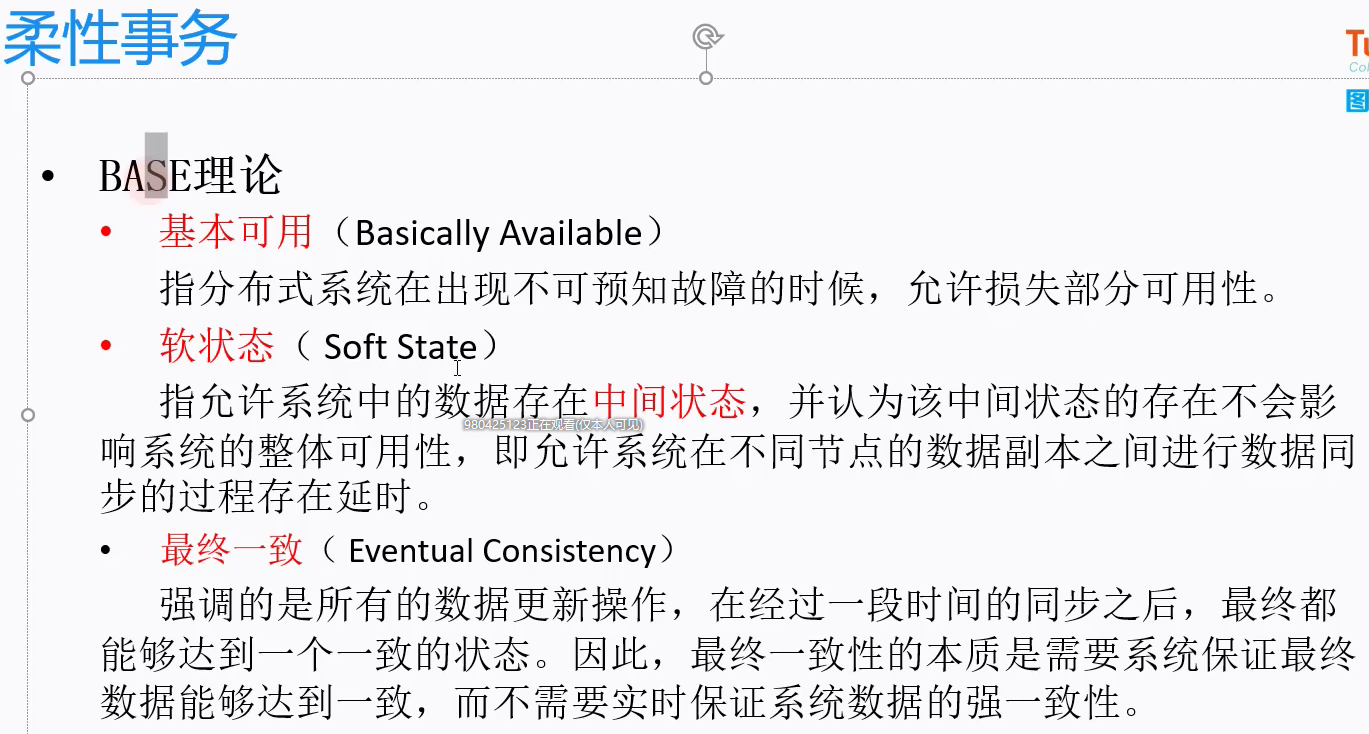 柔性事务
Tu
Col
图
• BASE理论
• 基本可用（Basically Available）
指分布式系统在出现不可预知故障的时候，允许损失部分可用性。
• 软状态（ Soft State）
指允许系统中的数据存在中间状态，并认为该中间状态的存在不会影
980425123正在观看(仅本人可见)
响系统的整体可用性，即允许系统在不同节点的数据副本之间进行数据同
步的过程存在延时。
• 最终一致（ Eventual Consistency）
强调的是所有的数据更新操作，在经过一段时间的同步之后，最终都
能够达到一个一致的状态。因此，最终一致性的本质是需要系统保证最终
数据能够达到一致，而不需要实时保证系统数据的强一致性。